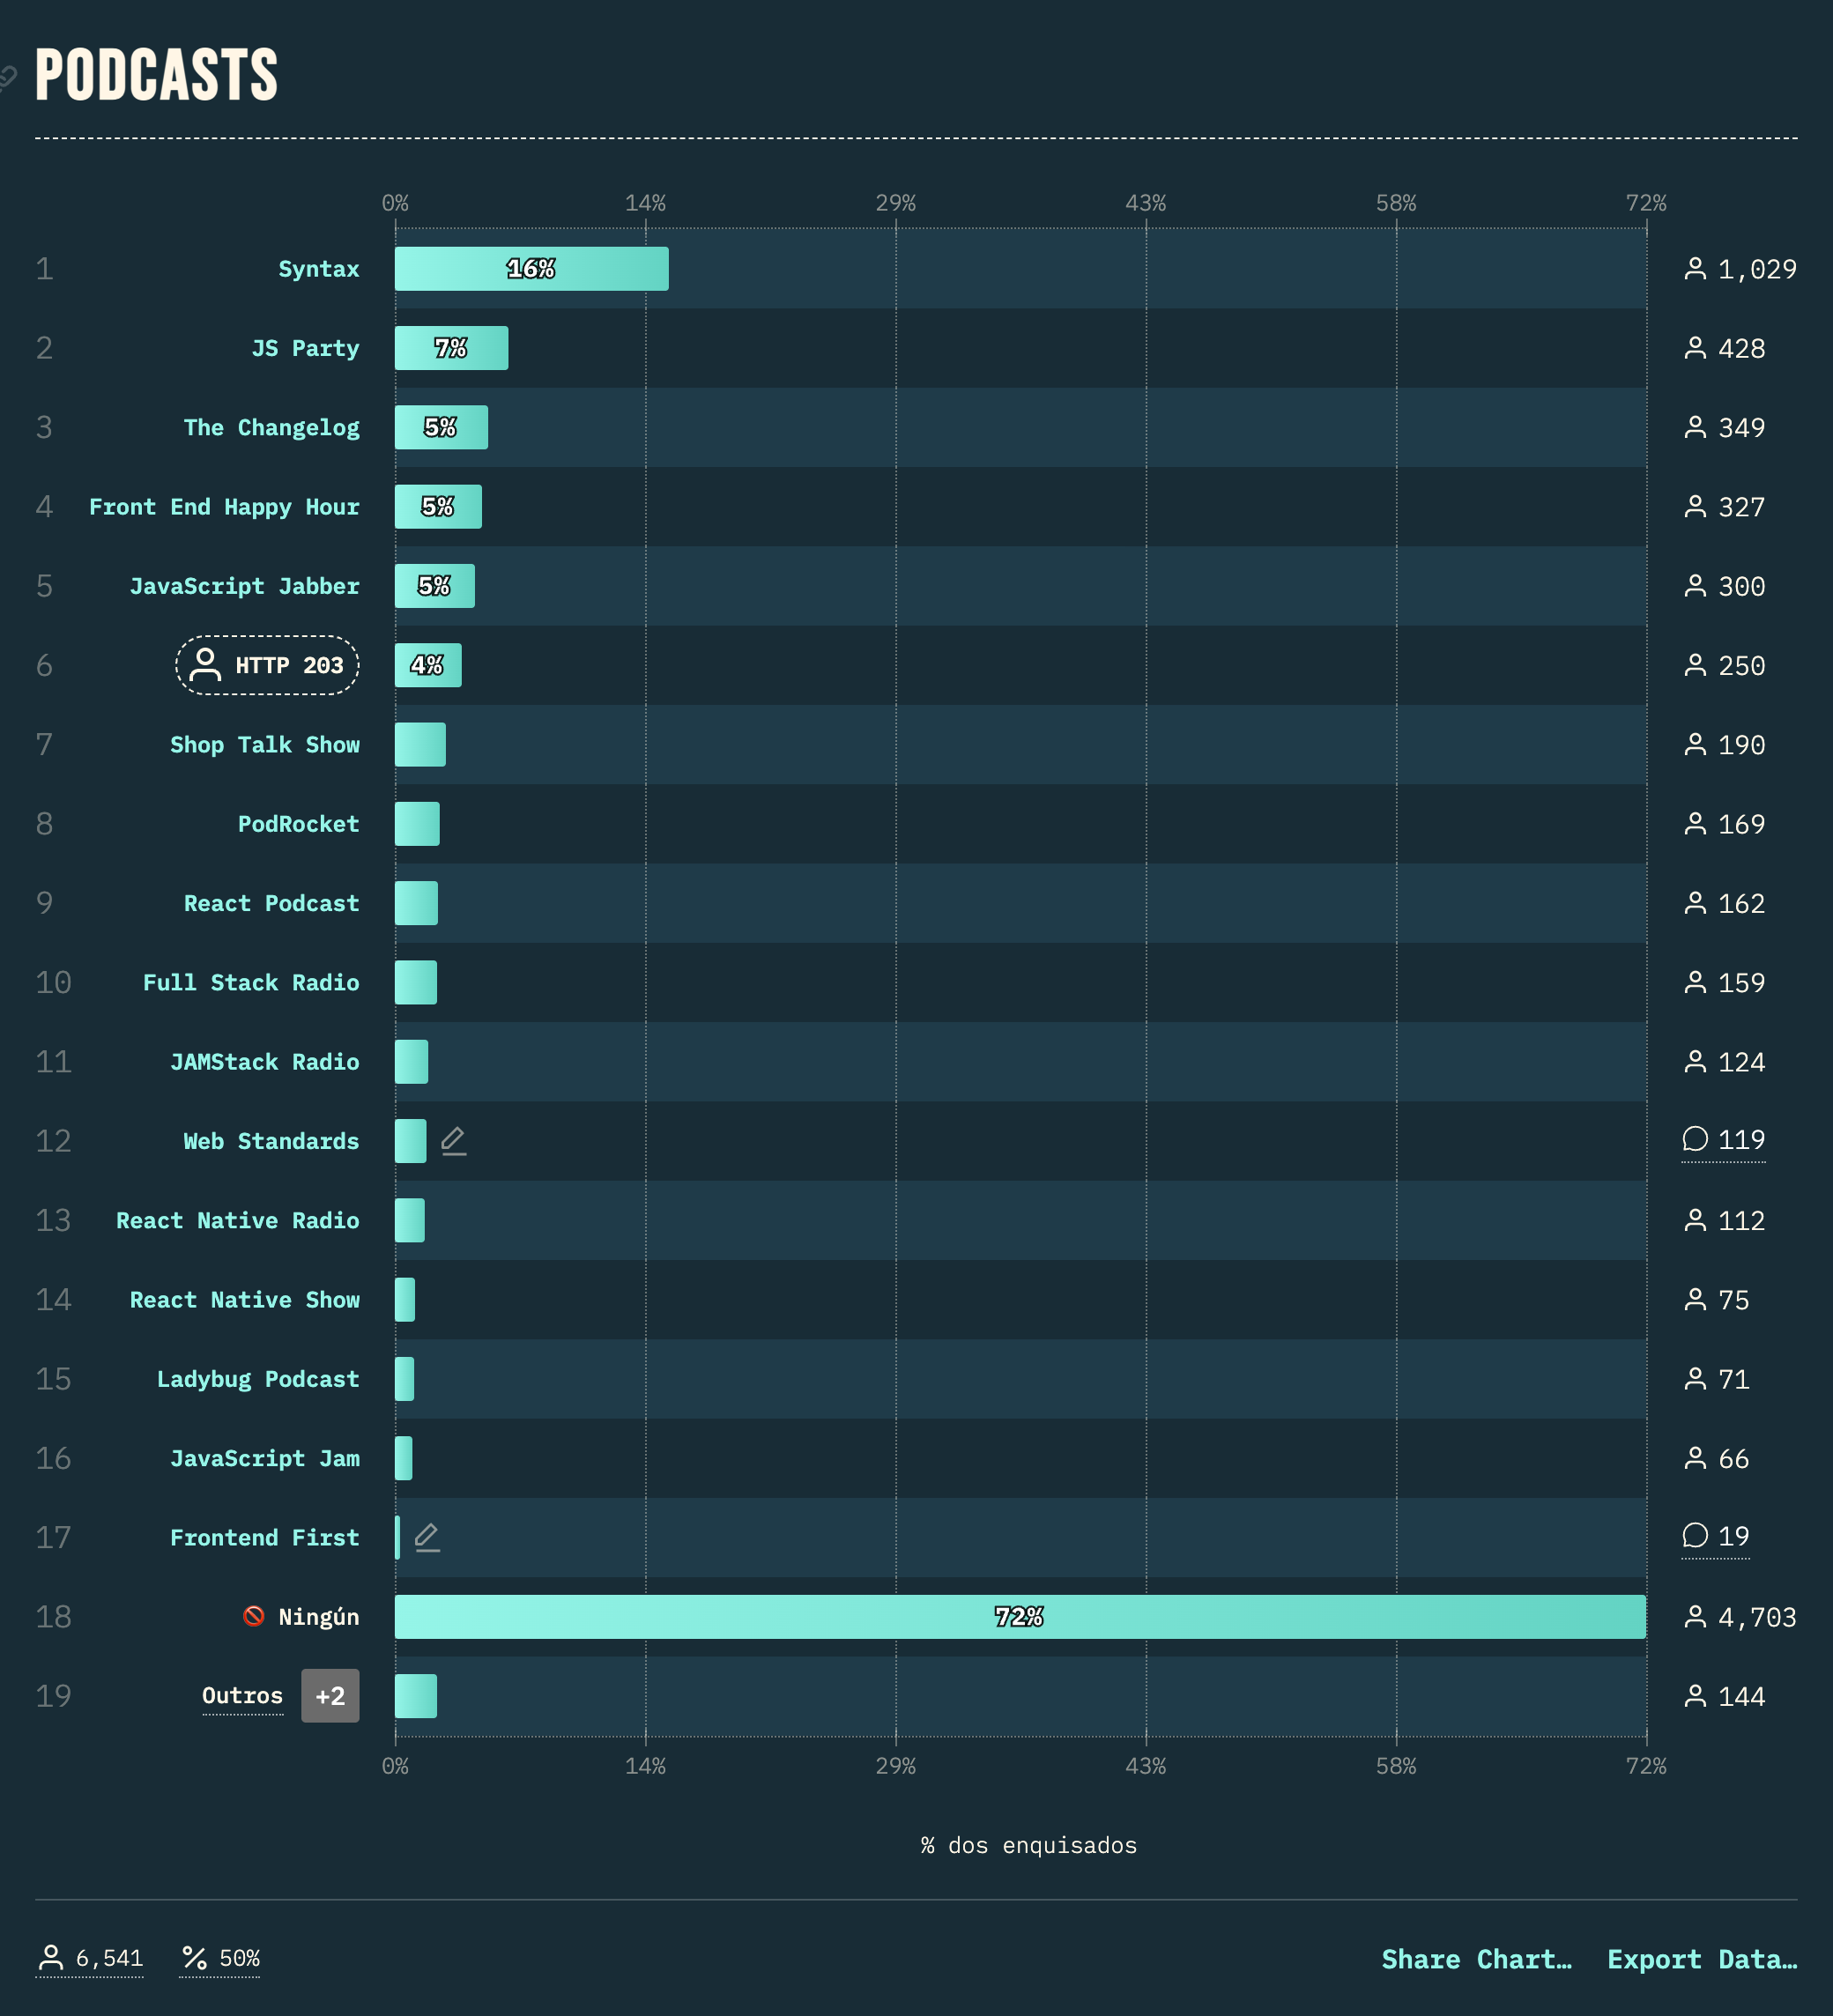 PODCASTS
0% 14% 29% 43% 58% 72%
1 Syntax 16% 1,029
2 JS Party 7% 428
3 The Changelog 5% 349
4 Front End Happy Hour 5% 327
5 JavaScript Jabber 5% 300
6 HTTP 203 4% 250
7 Shop Talk Show 190
8 PodRocket 169
9 React Podcast 162
10 Full Stack Radio 159
11 JAMStack Radio 124
12 Web Standards 119
13 React Native Radio 112
14 React Native Show 75
15 Ladybug Podcast 71
16 JavaScript Jam 66
17 Frontend First 19
18 Ningún 72% 4,703
19 Outros +2 144
0% 14% 29% 43% 58% 72%
% dos enquisados
6,541 50% Share Chart… Export Data…